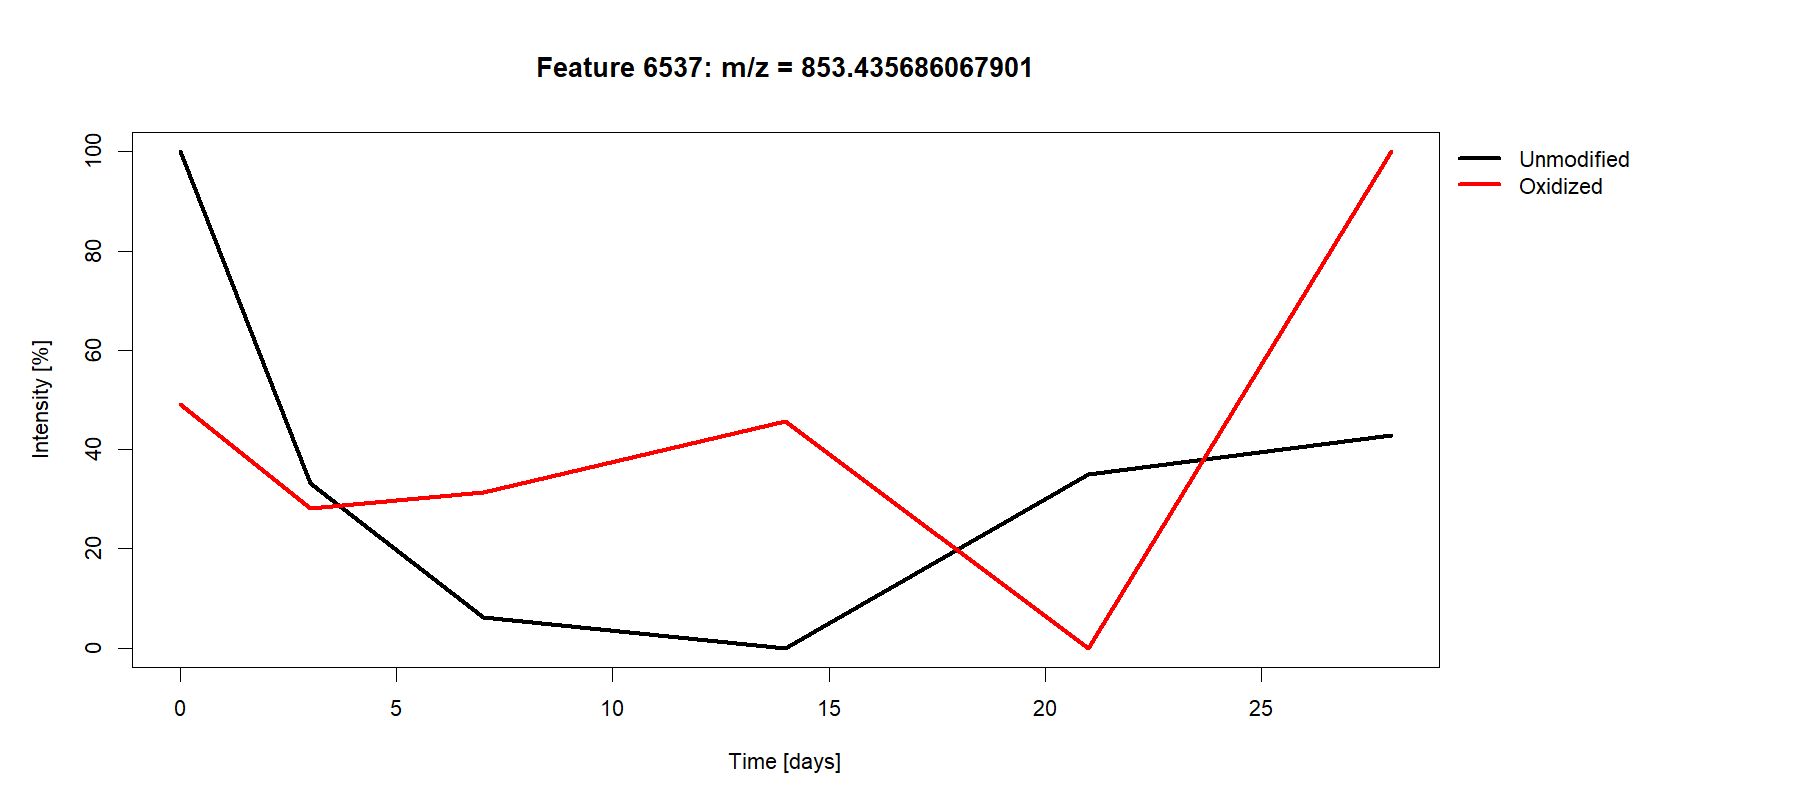 Feature 6537: m/z = 853.435686067901
Unmodified
Oxidized
Intensity [%]
100
80
60
40
20
0
0 5 10 15 20 25
Time [days]